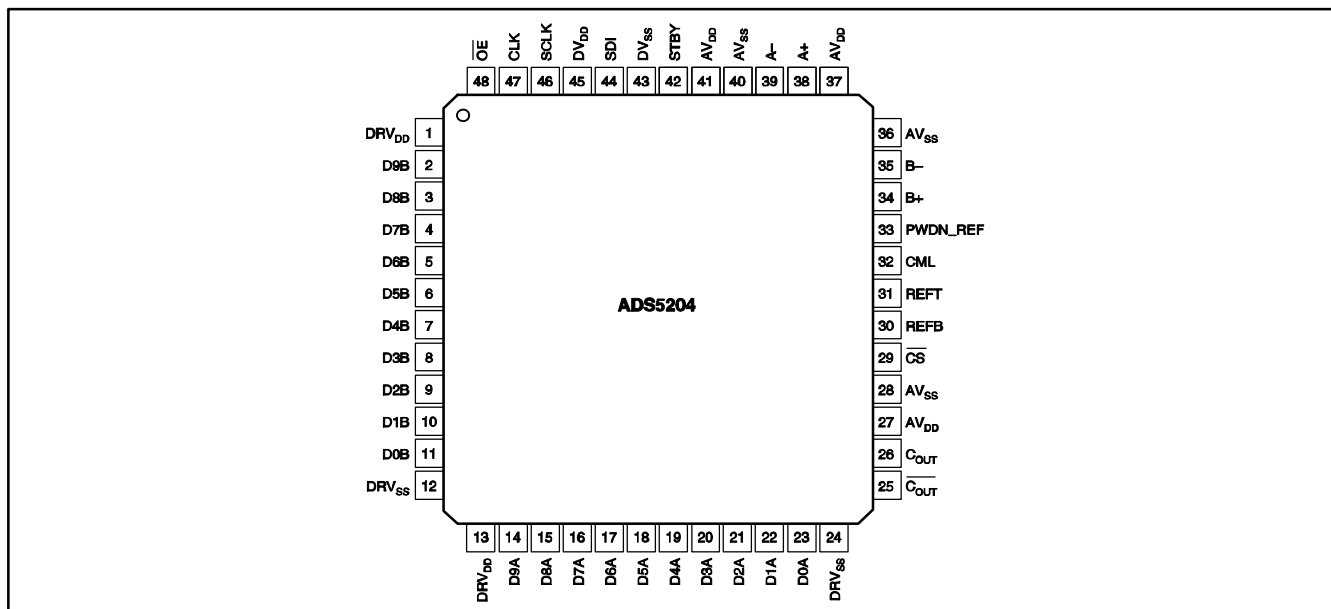 OE CLK SCLK DVDD SDI DVSS STBY AVDD AVSS A– A+ AVDD
48 47 46 45 44 43 42 41 40 39 38 37
DRVDD 1 36 AVSS
D9B 2 35 B–
D8B 3 34 B+
D7B 4 33 PWDN_REF
D6B 5 32 CML
D5B 6 31 REFT
ADS5204
D4B 7 30 REFB
D3B 8 29 CS
D2B 9 28 AVSS
D1B 10 27 AVDD
D0B 11 26 COUT
DRVSS 12 25 COUT
13 14 15 16 17 18 19 20 21 22 23 24
DRVDD D9A D8A D7A D6A D5A D4A D3A D2A D1A D0A DRVSS